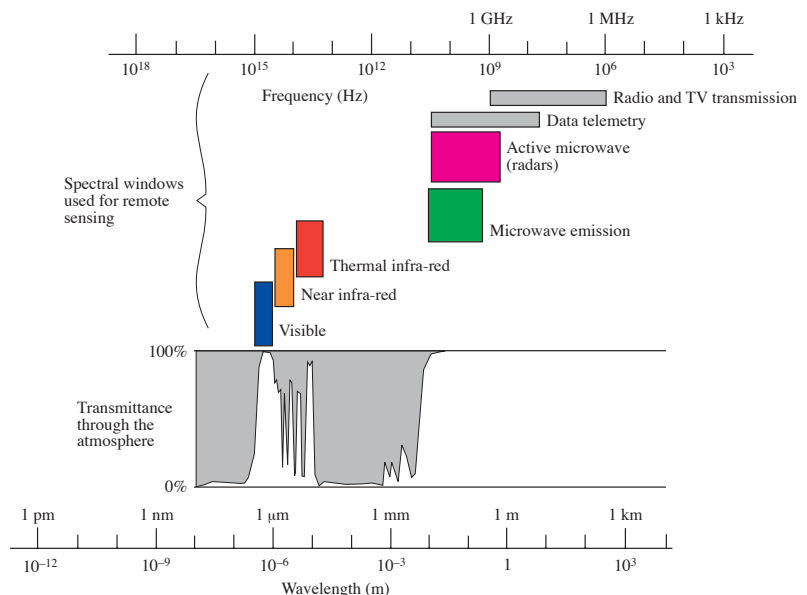 1 GHz 1 MHz 1 kHz
10¹⁸ 10¹⁵ 10¹² 10⁹ 10⁶ 10³
Frequency (Hz)
Radio and TV transmission
Data telemetry
Active microwave
(radars)
Spectral windows
used for remote
sensing
Microwave emission
Thermal infra-red
Near infra-red
Visible
100%
Transmittance
through the
atmosphere
0%
1 pm 1 nm 1 μm 1 mm 1 m 1 km
10⁻¹² 10⁻⁹ 10⁻⁶ 10⁻³ 1 10³
Wavelength (m)